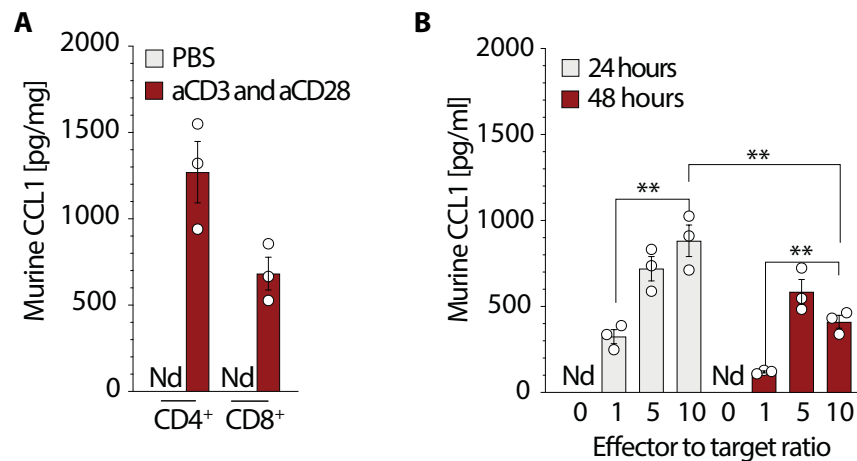 A
Murine CCL1 [pg/mg]
2000
1500
1000
500
0
PBS
aCD3 and aCD28
Nd
Nd
CD4⁺
CD8⁺
B
Murine CCL1 [pg/ml]
2000
1500
1000
500
0
24 hours
48 hours
**
**
**
Nd
Nd
0 1 5 10 0 1 5 10
Effector to target ratio